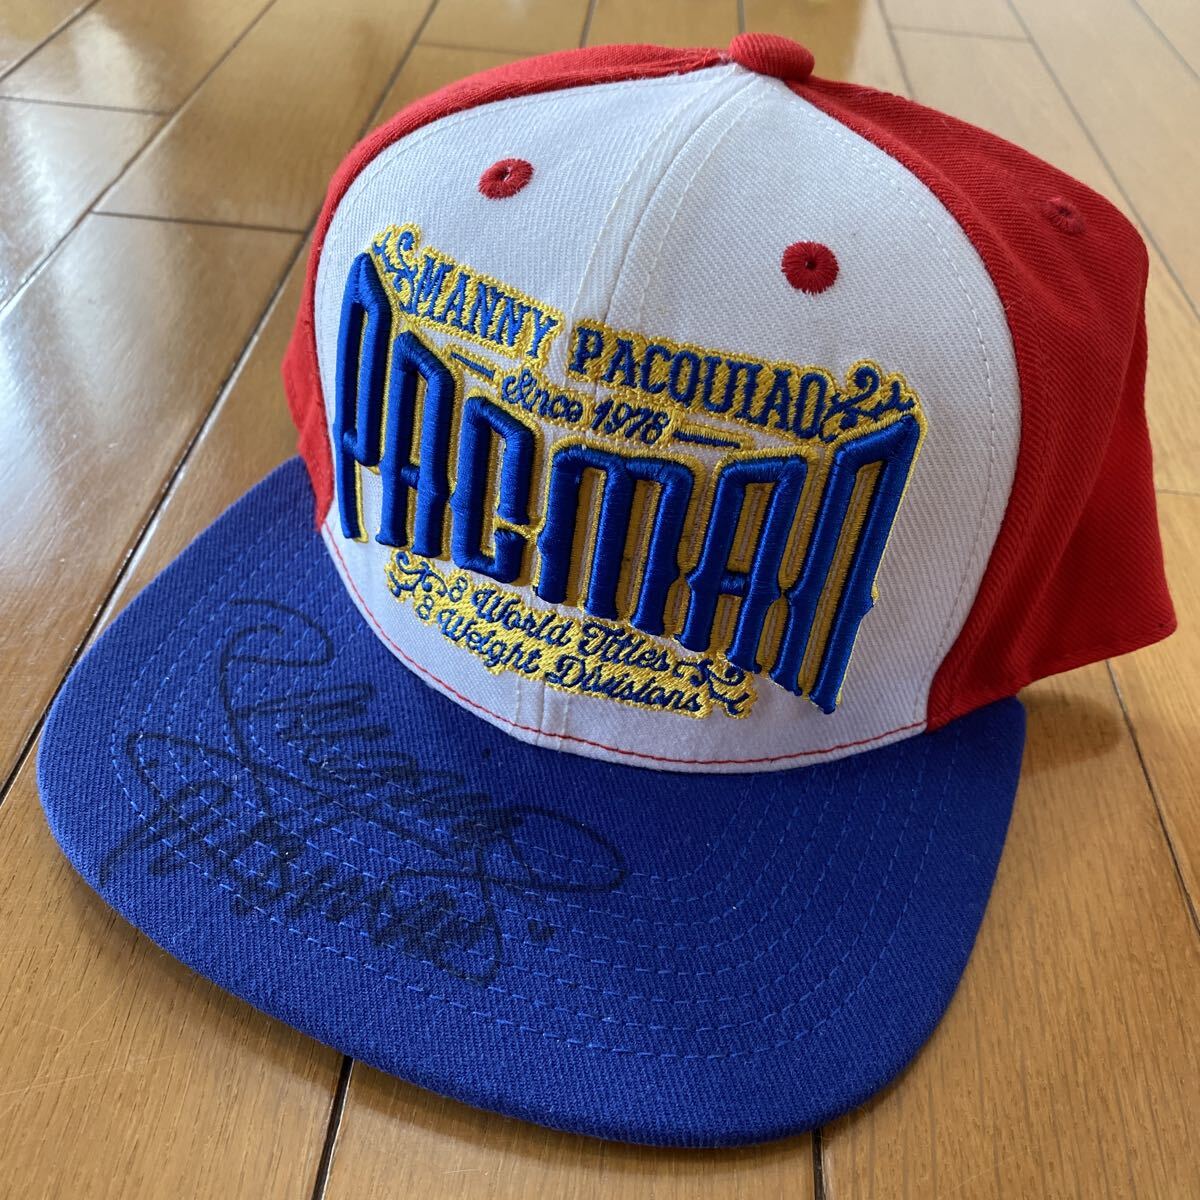 MANNY PACQUIAO
Since 1978
PACMAN
8 World Titles
8 Weight Divisions